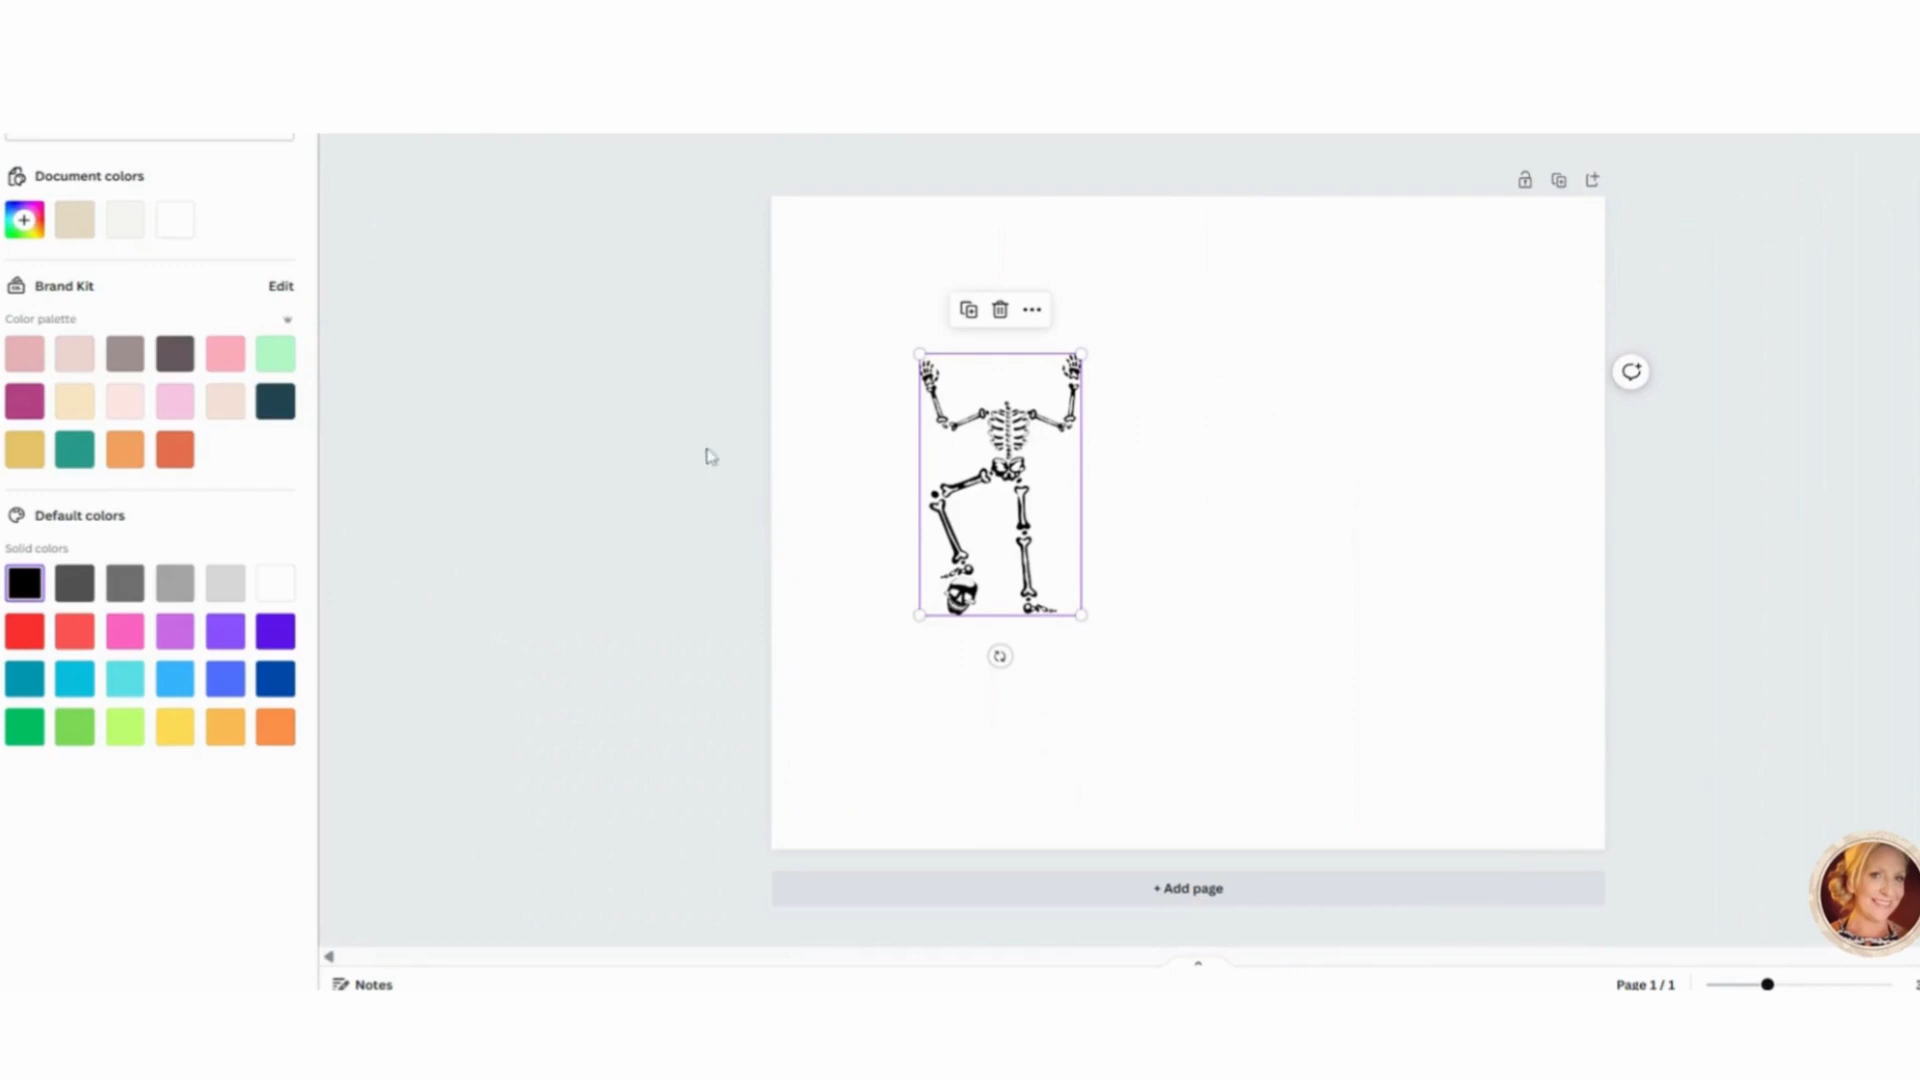 Document colors
Brand Kit
Edit
Color palette
Default colors
Solid colors
+ Add page
Notes
Page 1 / 1